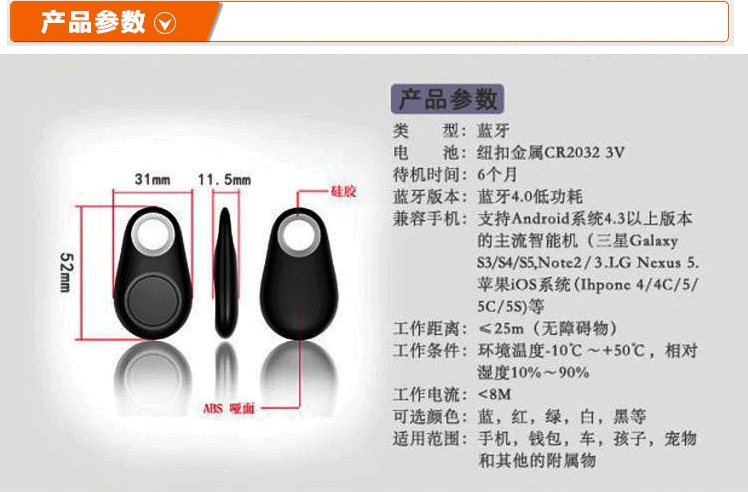 产品参数
产品参数
类 型：蓝牙
电 池：纽扣金属CR2032 3V
待机时间：6个月
蓝牙版本：蓝牙4.0低功耗
兼容手机：支持Android系统4.3以上版本
的主流智能机（三星Galaxy
S3/S4/S5,Note2 / 3.LG Nexus 5.
苹果iOS系统(Ihpone 4/4C/5/
5C/5S)等
工作距离：≤25m（无障碍物）
工作条件：环境温度-10℃～+50℃，相对
湿度10%～90%
工作电流：<8M
可选颜色：蓝，红，绿，白，黑等
适用范围：手机，钱包，车，孩子，宠物
和其他的附属物
31mm
11.5mm
硅胶
52mm
ABS 哑面